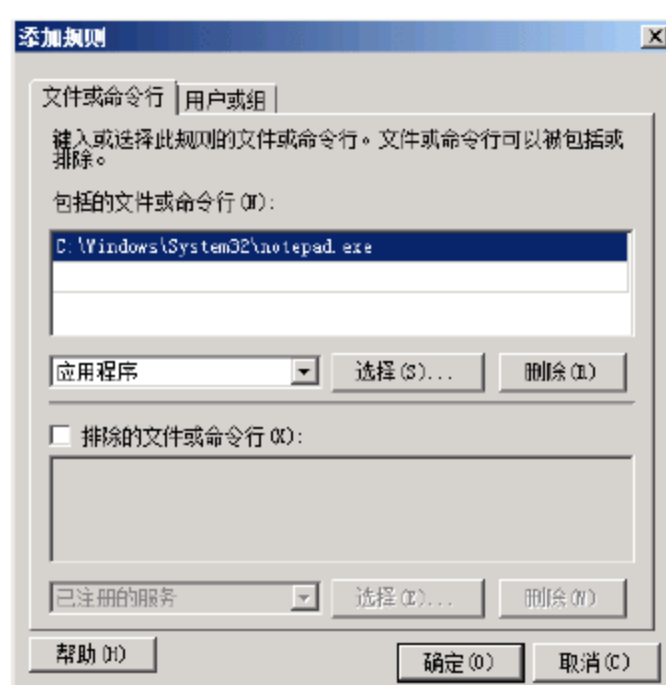 添加规则
文件或命令行 用户或组
键入或选择此规则的文件或命令行。文件或命令行可以被包括或
排除。
包括的文件或命令行(N):
C:\Windows\System32\notepad.exe
应用程序 选择(S)... 删除(R)
排除的文件或命令行(X):
已注册的服务 选择(E)... 删除(V)
帮助(H) 确定(O) 取消(C)